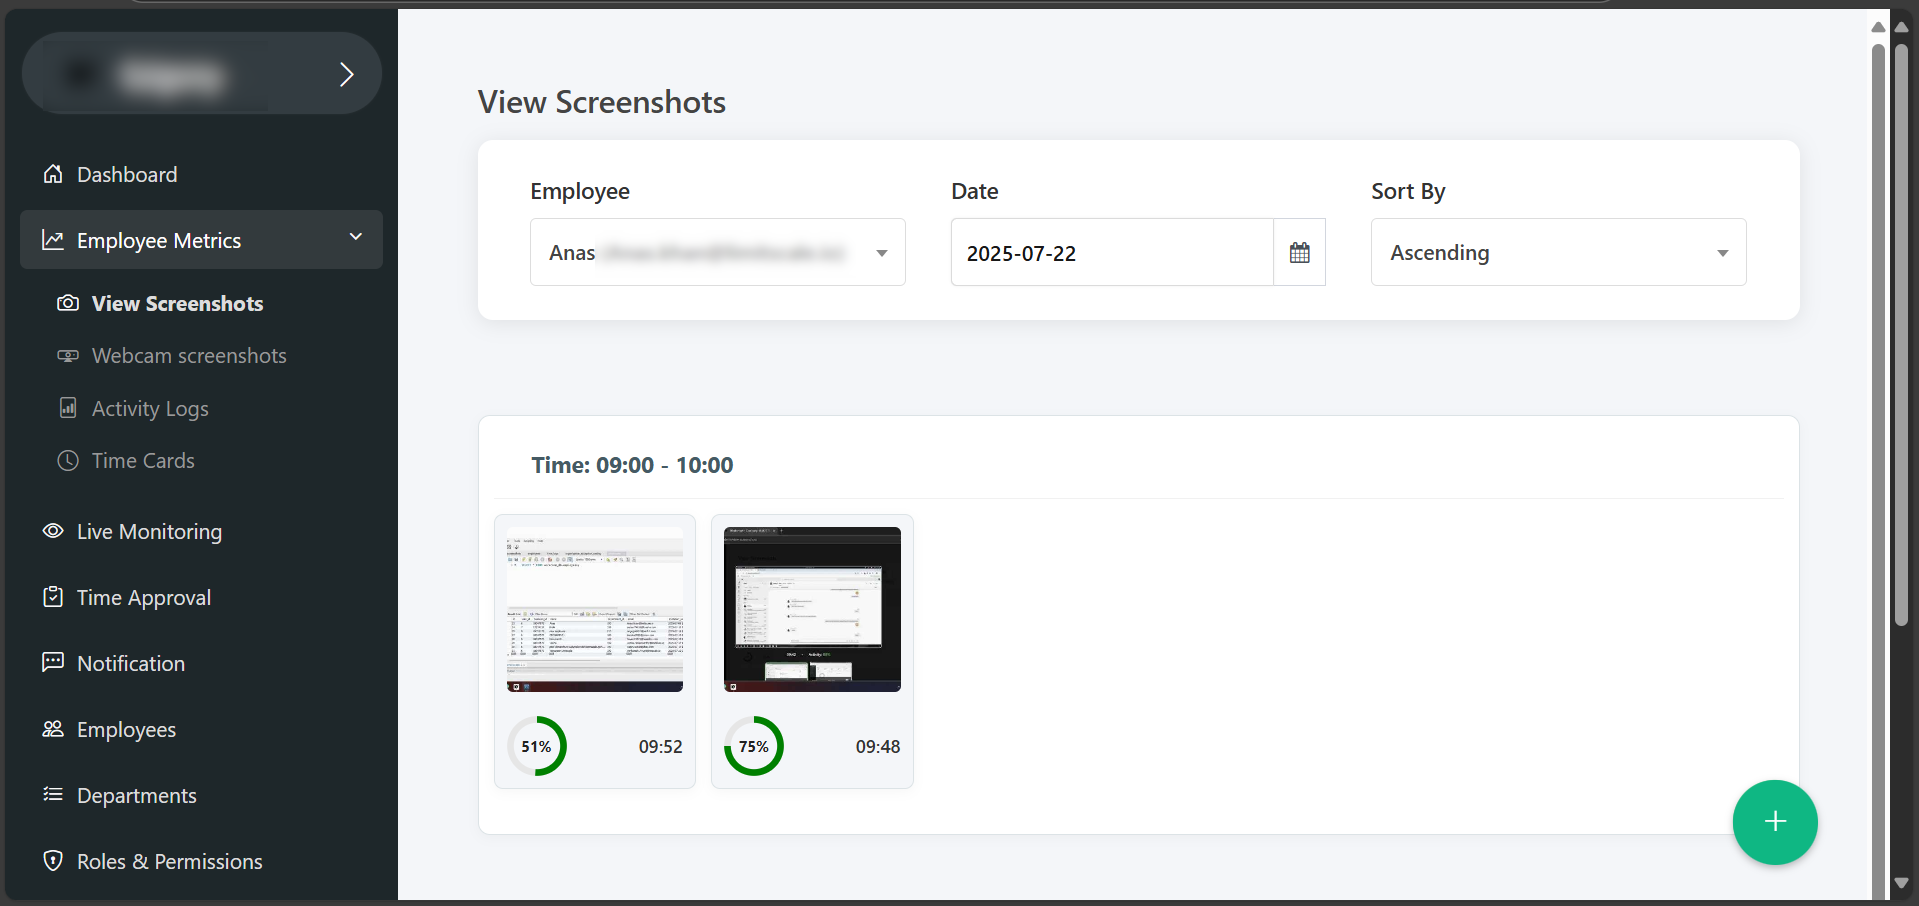 Dashboard
Employee Metrics
View Screenshots
Webcam screenshots
Activity Logs
Time Cards
Live Monitoring
Time Approval
Notification
Employees
Departments
Roles & Permissions
View Screenshots
Employee
Date
Sort By
Anas
2025-07-22
Ascending
Time: 09:00 - 10:00
51%
09:52
75%
09:48